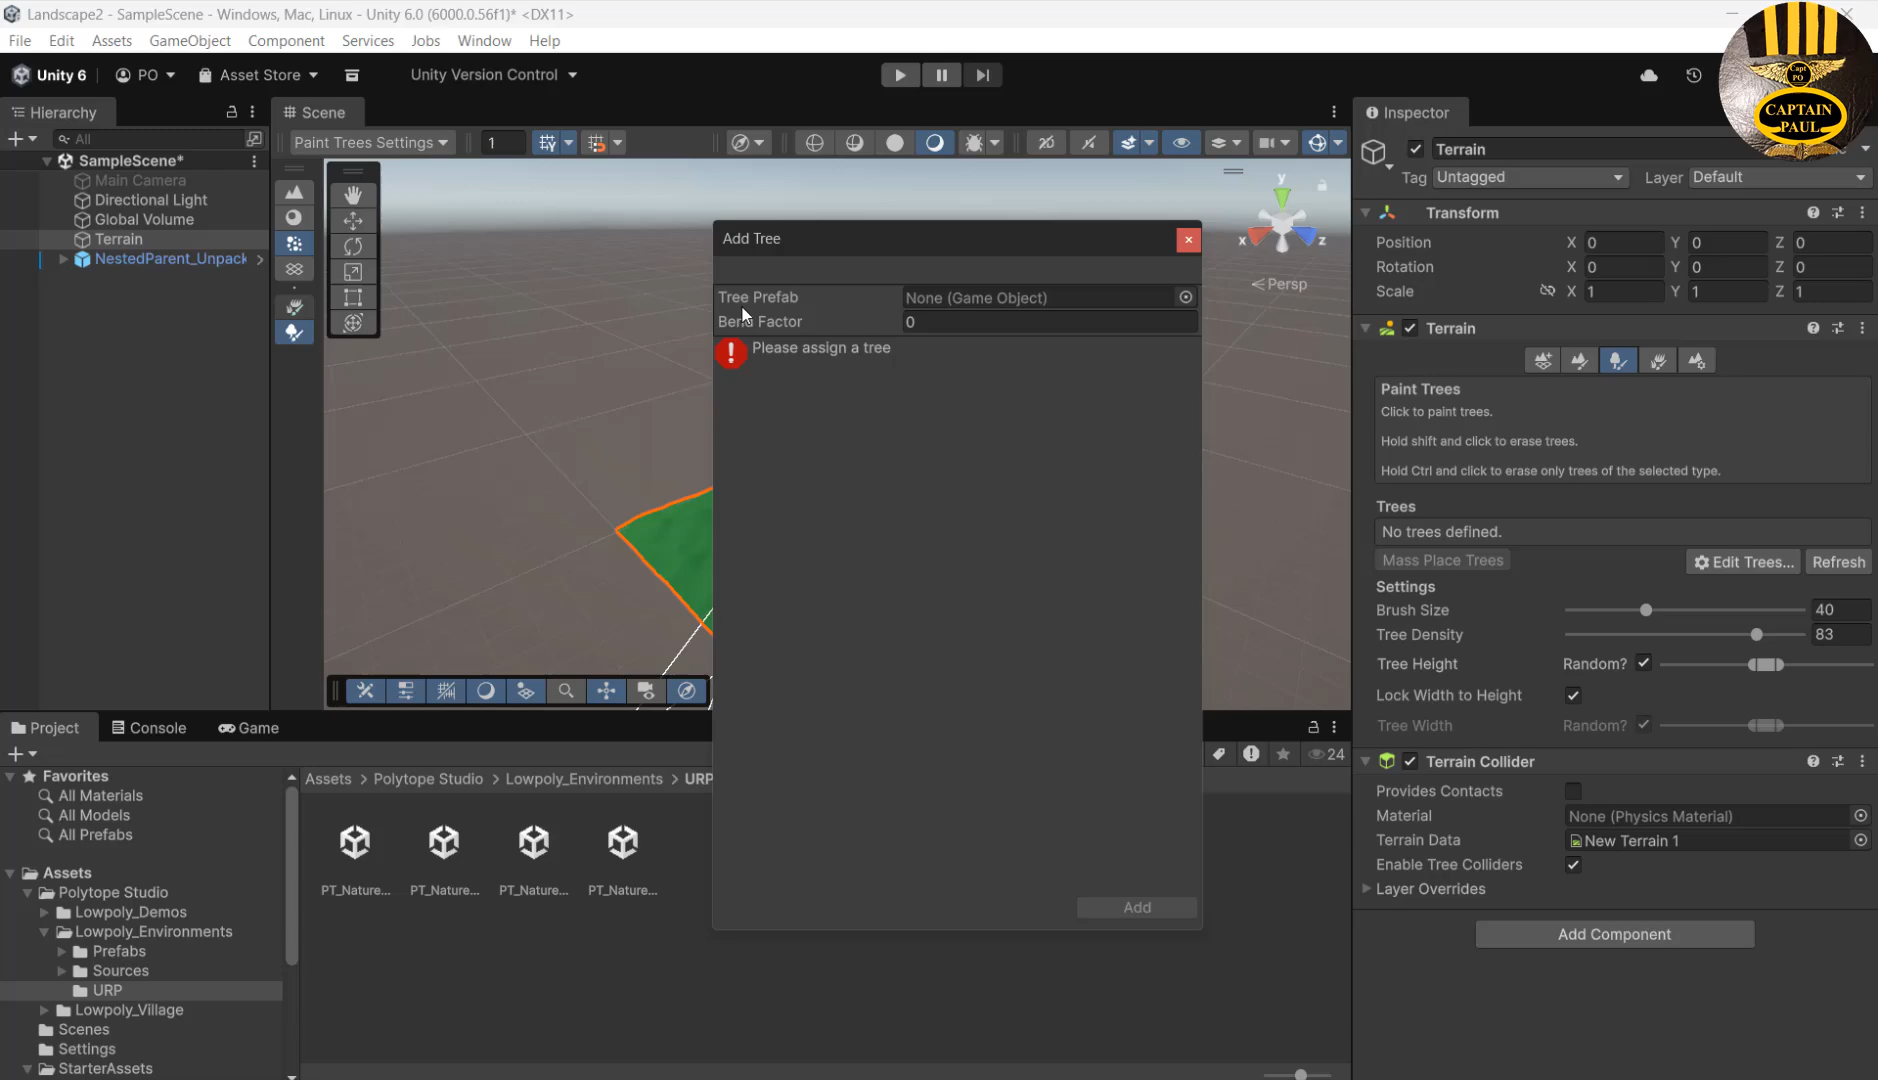 Landscape2 - SampleScene - Windows, Mac, Linux - Unity 6.0 (6000.0.56f1)* <DX11>
File Edit Assets GameObject Component Services Jobs Window Help
Unity 6 PO Asset Store Unity Version Control
Capt
PO
CAPTAIN
PAUL
Hierarchy
All
SampleScene*
Main Camera
Directional Light
Global Volume
Terrain
NestedParent_Unpack
Scene
Paint Trees Settings 1
y
x
z
Persp
Add Tree
Tree Prefab None (Game Object)
Bend Factor 0
Please assign a tree
Add
Inspector
Terrain
Tag Untagged Layer Default
Transform
Position X 0 Y 0 Z 0
Rotation X 0 Y 0 Z 0
Scale X 1 Y 1 Z 1
Terrain
Paint Trees
Click to paint trees.
Hold shift and click to erase trees.
Hold Ctrl and click to erase only trees of the selected type.
Trees
No trees defined.
Mass Place Trees Edit Trees... Refresh
Settings
Brush Size 40
Tree Density 83
Tree Height Random?
Lock Width to Height
Tree Width Random?
Terrain Collider
Provides Contacts
Material None (Physics Material)
Terrain Data New Terrain 1
Enable Tree Colliders
Layer Overrides
Add Component
Project Console Game
24
Favorites
All Materials
All Models
All Prefabs
Assets
Polytope Studio
Lowpoly_Demos
Lowpoly_Environments
Prefabs
Sources
URP
Lowpoly_Village
Scenes
Settings
StarterAssets
Assets > Polytope Studio > Lowpoly_Environments > URP
PT_Nature... PT_Nature... PT_Nature... PT_Nature...